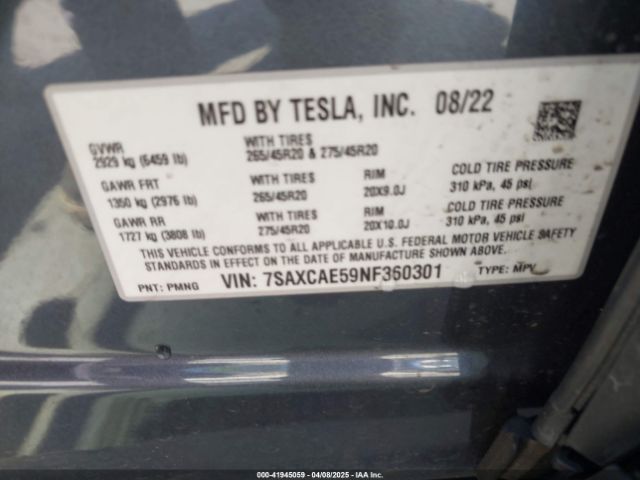 MFD BY TESLA, INC. 08/22
GVWR
2929 kg (6459 lb)
WITH TIRES
265/45R20 & 275/45R20
GAWR FRT
1350 kg (2976 lb)
WITH TIRES
265/45R20
RIM
20X9.0J
COLD TIRE PRESSURE
310 kPa, 45 psi
GAWR RR
1727 kg (3808 lb)
WITH TIRES
275/45R20
RIM
20X10.0J
COLD TIRE PRESSURE
310 kPa, 45 psi
THIS VEHICLE CONFORMS TO ALL APPLICABLE U.S. FEDERAL MOTOR VEHICLE SAFETY
STANDARDS IN EFFECT ON THE DATE OF MANUFACTURE SHOWN ABOVE.
PNT: PMNG VIN: 7SAXCAE59NF360301 TYPE: MPV
000-41945059 - 04/08/2025 - IAAI.COM